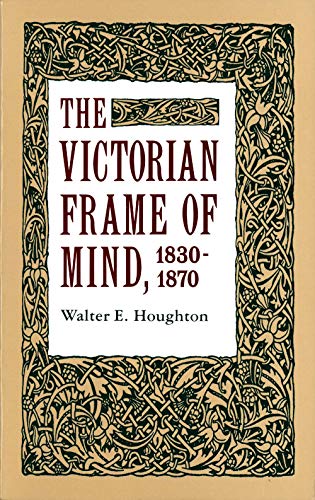 THE
VICTORIAN
FRAME OF
MIND, 1830-
1870
Walter E. Houghton